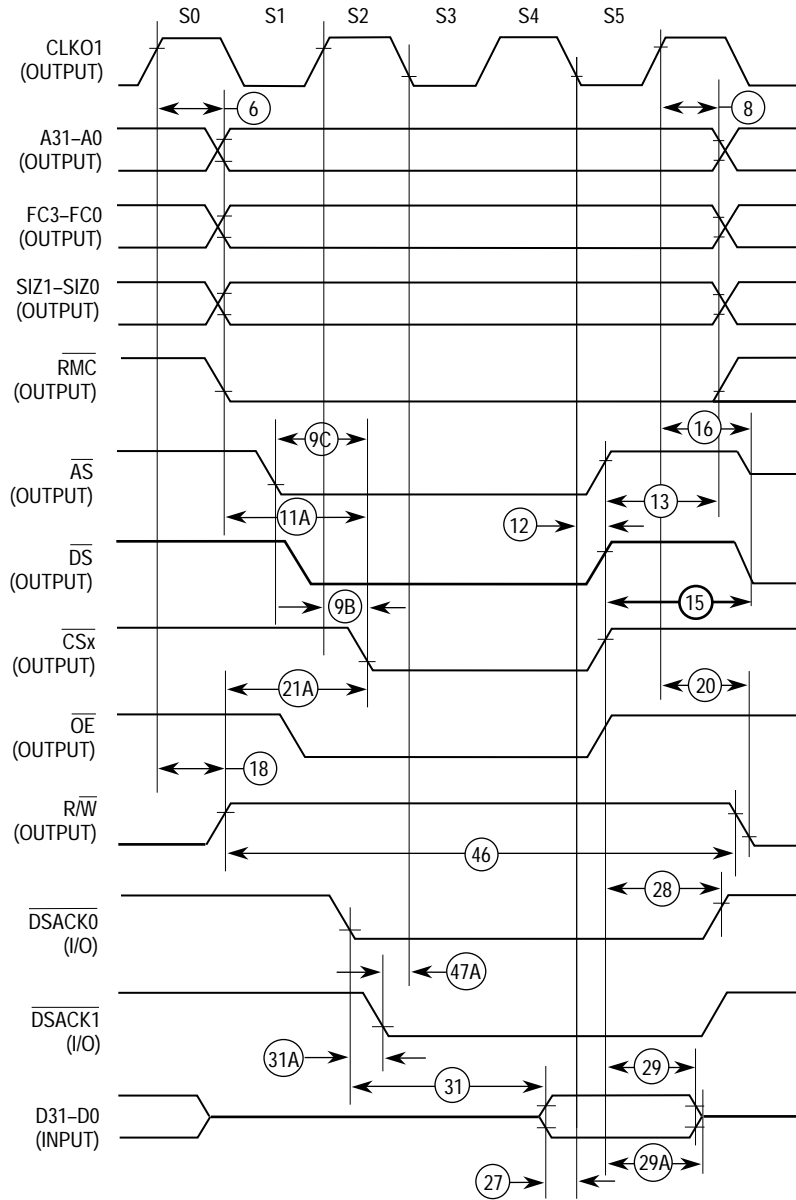 S0 S1 S2 S3 S4 S5
CLKO1
(OUTPUT)
6 8
A31–A0
(OUTPUT)
FC3–FC0
(OUTPUT)
SIZ1–SIZ0
(OUTPUT)
RMC
(OUTPUT)
16
9C
AS
(OUTPUT)
11A 12 13
DS
(OUTPUT)
9B 15
CSx
(OUTPUT)
21A 20
OE
(OUTPUT)
18
R/W
(OUTPUT)
46
28
DSACK0
(I/O)
47A
DSACK1
(I/O)
31A 31 29
D31–D0
(INPUT)
27 29A